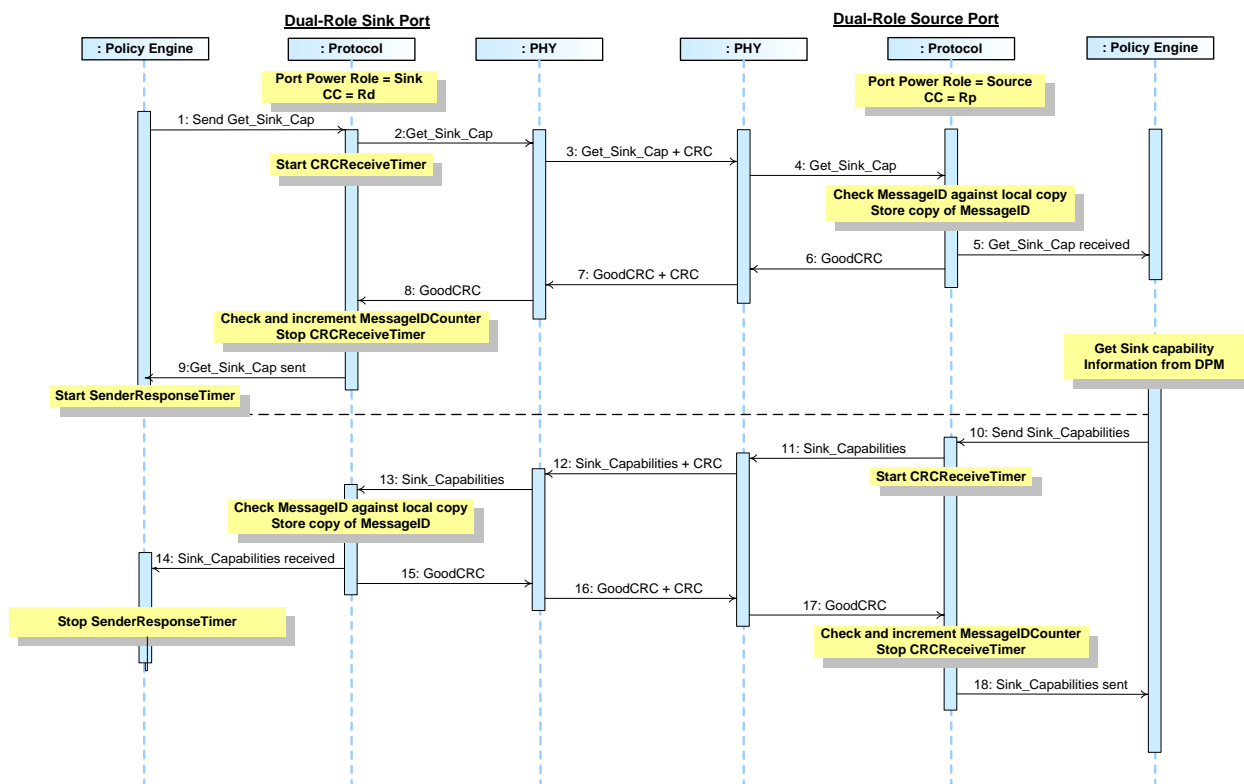 Dual-Role Sink Port
Dual-Role Source Port
: Policy Engine
: Protocol
: PHY
: PHY
: Protocol
: Policy Engine
Port Power Role = Sink
CC = Rd
Port Power Role = Source
CC = Rp
1: Send Get_Sink_Cap
2:Get_Sink_Cap
Start CRCReceiveTimer
3: Get_Sink_Cap + CRC
4: Get_Sink_Cap
Check MessageID against local copy
Store copy of MessageID
5: Get_Sink_Cap received
6: GoodCRC
7: GoodCRC + CRC
8: GoodCRC
Check and increment MessageIDCounter
Stop CRCReceiveTimer
Get Sink capability
Information from DPM
9:Get_Sink_Cap sent
Start SenderResponseTimer
10: Send Sink_Capabilities
11: Sink_Capabilities
Start CRCReceiveTimer
12: Sink_Capabilities + CRC
13: Sink_Capabilities
Check MessageID against local copy
Store copy of MessageID
14: Sink_Capabilities received
15: GoodCRC
16: GoodCRC + CRC
17: GoodCRC
Stop SenderResponseTimer
Check and increment MessageIDCounter
Stop CRCReceiveTimer
18: Sink_Capabilities sent